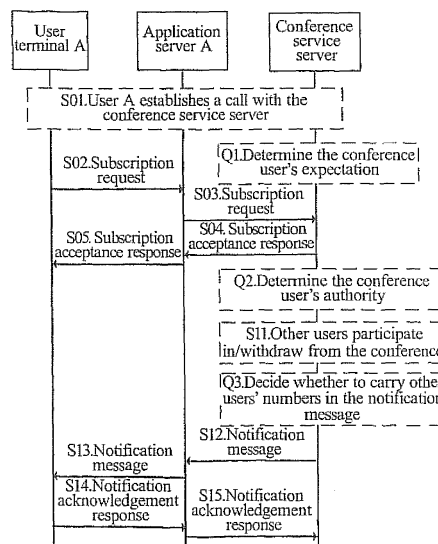 User
terminal A
Application
server A
Conference
service
server
S01.User A establishes a call with the
conference service server
S02.Subscription
request
Q1.Determine the conference
user's expectation
S03.Subscription
request
S05. Subscription
acceptance response
S04. Subscription
acceptance response
Q2.Determine the conference
user's authority
S11.Other users participate
in/withdraw from the conference
Q3.Decide whether to carry other
users' numbers in the notification
message
S12.Notification
message
S13.Notification
message
S14.Notification
acknowledgement
response
S15.Notification
acknowledgement
response